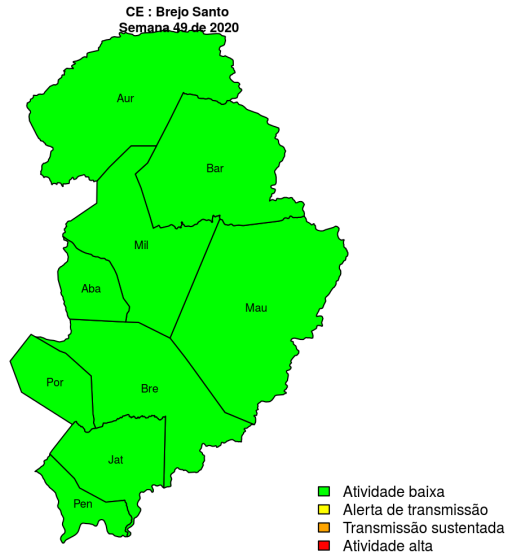 CE : Brejo Santo
Semana 49 de 2020
Aur
Bar
Mil
Aba
Mau
Por
Bre
Jat
Pen
Atividade baixa
Alerta de transmissão
Transmissão sustentada
Atividade alta